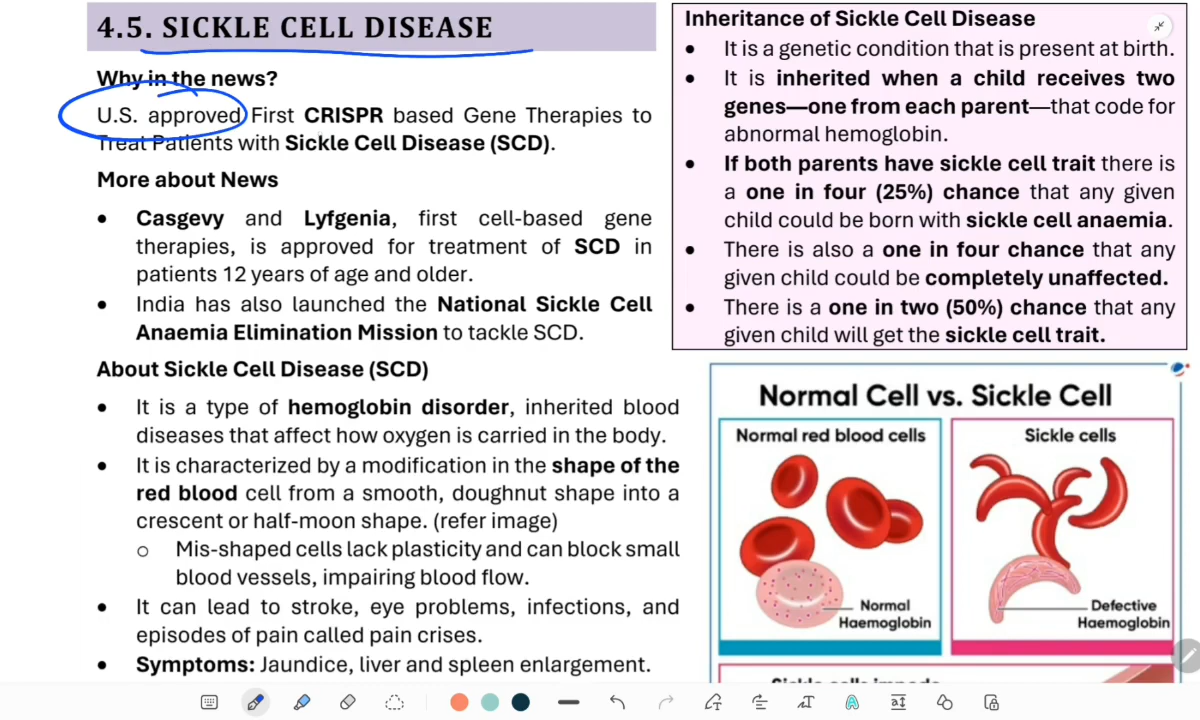 4.5. SICKLE CELL DISEASE
Why in the news?
U.S. approved First CRISPR based Gene Therapies to
Treat Patients with Sickle Cell Disease (SCD).
More about News
• Casgevy and Lyfgenia, first cell-based gene
therapies, is approved for treatment of SCD in
patients 12 years of age and older.
• India has also launched the National Sickle Cell
Anaemia Elimination Mission to tackle SCD.
About Sickle Cell Disease (SCD)
• It is a type of hemoglobin disorder, inherited blood
diseases that affect how oxygen is carried in the body.
• It is characterized by a modification in the shape of the
red blood cell from a smooth, doughnut shape into a
crescent or half-moon shape. (refer image)
o Mis-shaped cells lack plasticity and can block small
blood vessels, impairing blood flow.
• It can lead to stroke, eye problems, infections, and
episodes of pain called pain crises.
• Symptoms: Jaundice, liver and spleen enlargement.
Inheritance of Sickle Cell Disease
• It is a genetic condition that is present at birth.
• It is inherited when a child receives two
genes—one from each parent—that code for
abnormal hemoglobin.
• If both parents have sickle cell trait there is
a one in four (25%) chance that any given
child could be born with sickle cell anaemia.
• There is also a one in four chance that any
given child could be completely unaffected.
• There is a one in two (50%) chance that any
given child will get the sickle cell trait.
Normal Cell vs. Sickle Cell
Normal red blood cells
Normal
Haemoglobin
Sickle cells
Defective
Haemoglobin